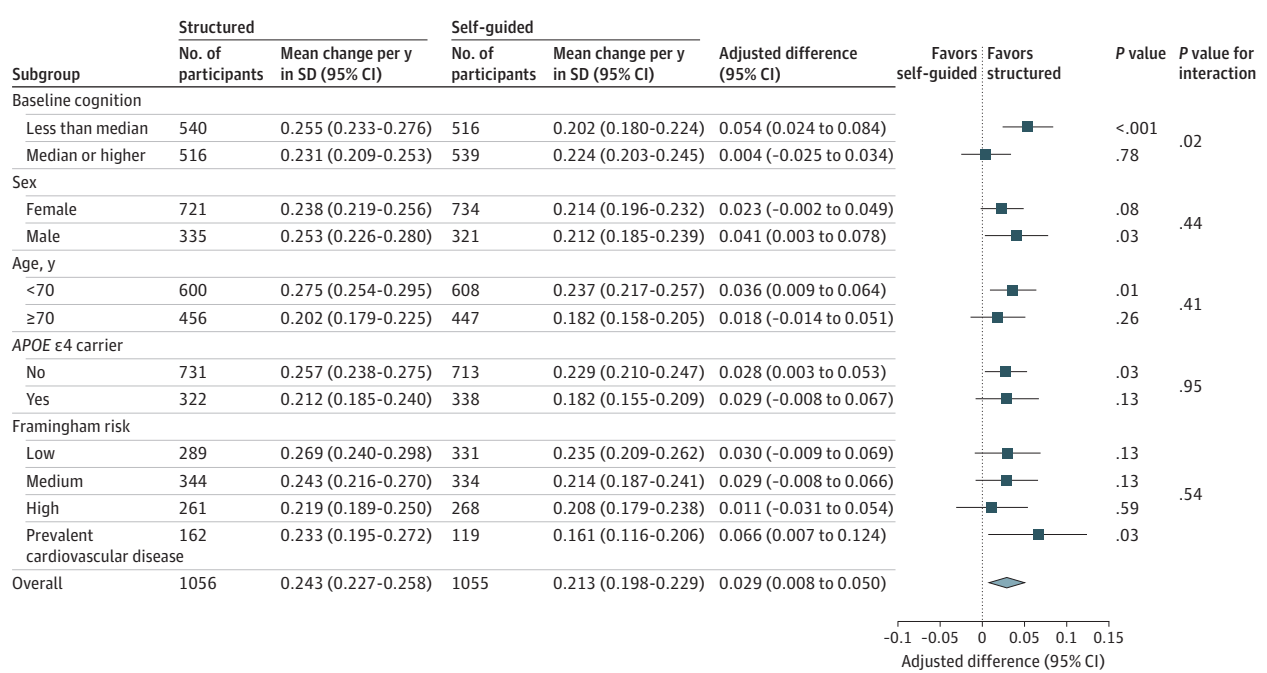 Structured Self-guided
Subgroup No. of participants Mean change per y in SD (95% CI) No. of participants Mean change per y in SD (95% CI) Adjusted difference (95% CI) Favors self-guided Favors structured P value P value for interaction
Baseline cognition
Less than median 540 0.255 (0.233-0.276) 516 0.202 (0.180-0.224) 0.054 (0.024 to 0.084) <.001
.02
Median or higher 516 0.231 (0.209-0.253) 539 0.224 (0.203-0.245) 0.004 (-0.025 to 0.034) .78
Sex
Female 721 0.238 (0.219-0.256) 734 0.214 (0.196-0.232) 0.023 (-0.002 to 0.049) .08
.44
Male 335 0.253 (0.226-0.280) 321 0.212 (0.185-0.239) 0.041 (0.003 to 0.078) .03
Age, y
<70 600 0.275 (0.254-0.295) 608 0.237 (0.217-0.257) 0.036 (0.009 to 0.064) .01
.41
≥70 456 0.202 (0.179-0.225) 447 0.182 (0.158-0.205) 0.018 (-0.014 to 0.051) .26
APOE ε4 carrier
No 731 0.257 (0.238-0.275) 713 0.229 (0.210-0.247) 0.028 (0.003 to 0.053) .03
.95
Yes 322 0.212 (0.185-0.240) 338 0.182 (0.155-0.209) 0.029 (-0.008 to 0.067) .13
Framingham risk
Low 289 0.269 (0.240-0.298) 331 0.235 (0.209-0.262) 0.030 (-0.009 to 0.069) .13
Medium 344 0.243 (0.216-0.270) 334 0.214 (0.187-0.241) 0.029 (-0.008 to 0.066) .13
.54
High 261 0.219 (0.189-0.250) 268 0.208 (0.179-0.238) 0.011 (-0.031 to 0.054) .59
Prevalent 162 0.233 (0.195-0.272) 119 0.161 (0.116-0.206) 0.066 (0.007 to 0.124) .03
cardiovascular disease
Overall 1056 0.243 (0.227-0.258) 1055 0.213 (0.198-0.229) 0.029 (0.008 to 0.050)
-0.1 -0.05 0 0.05 0.1 0.15
Adjusted difference (95% CI)